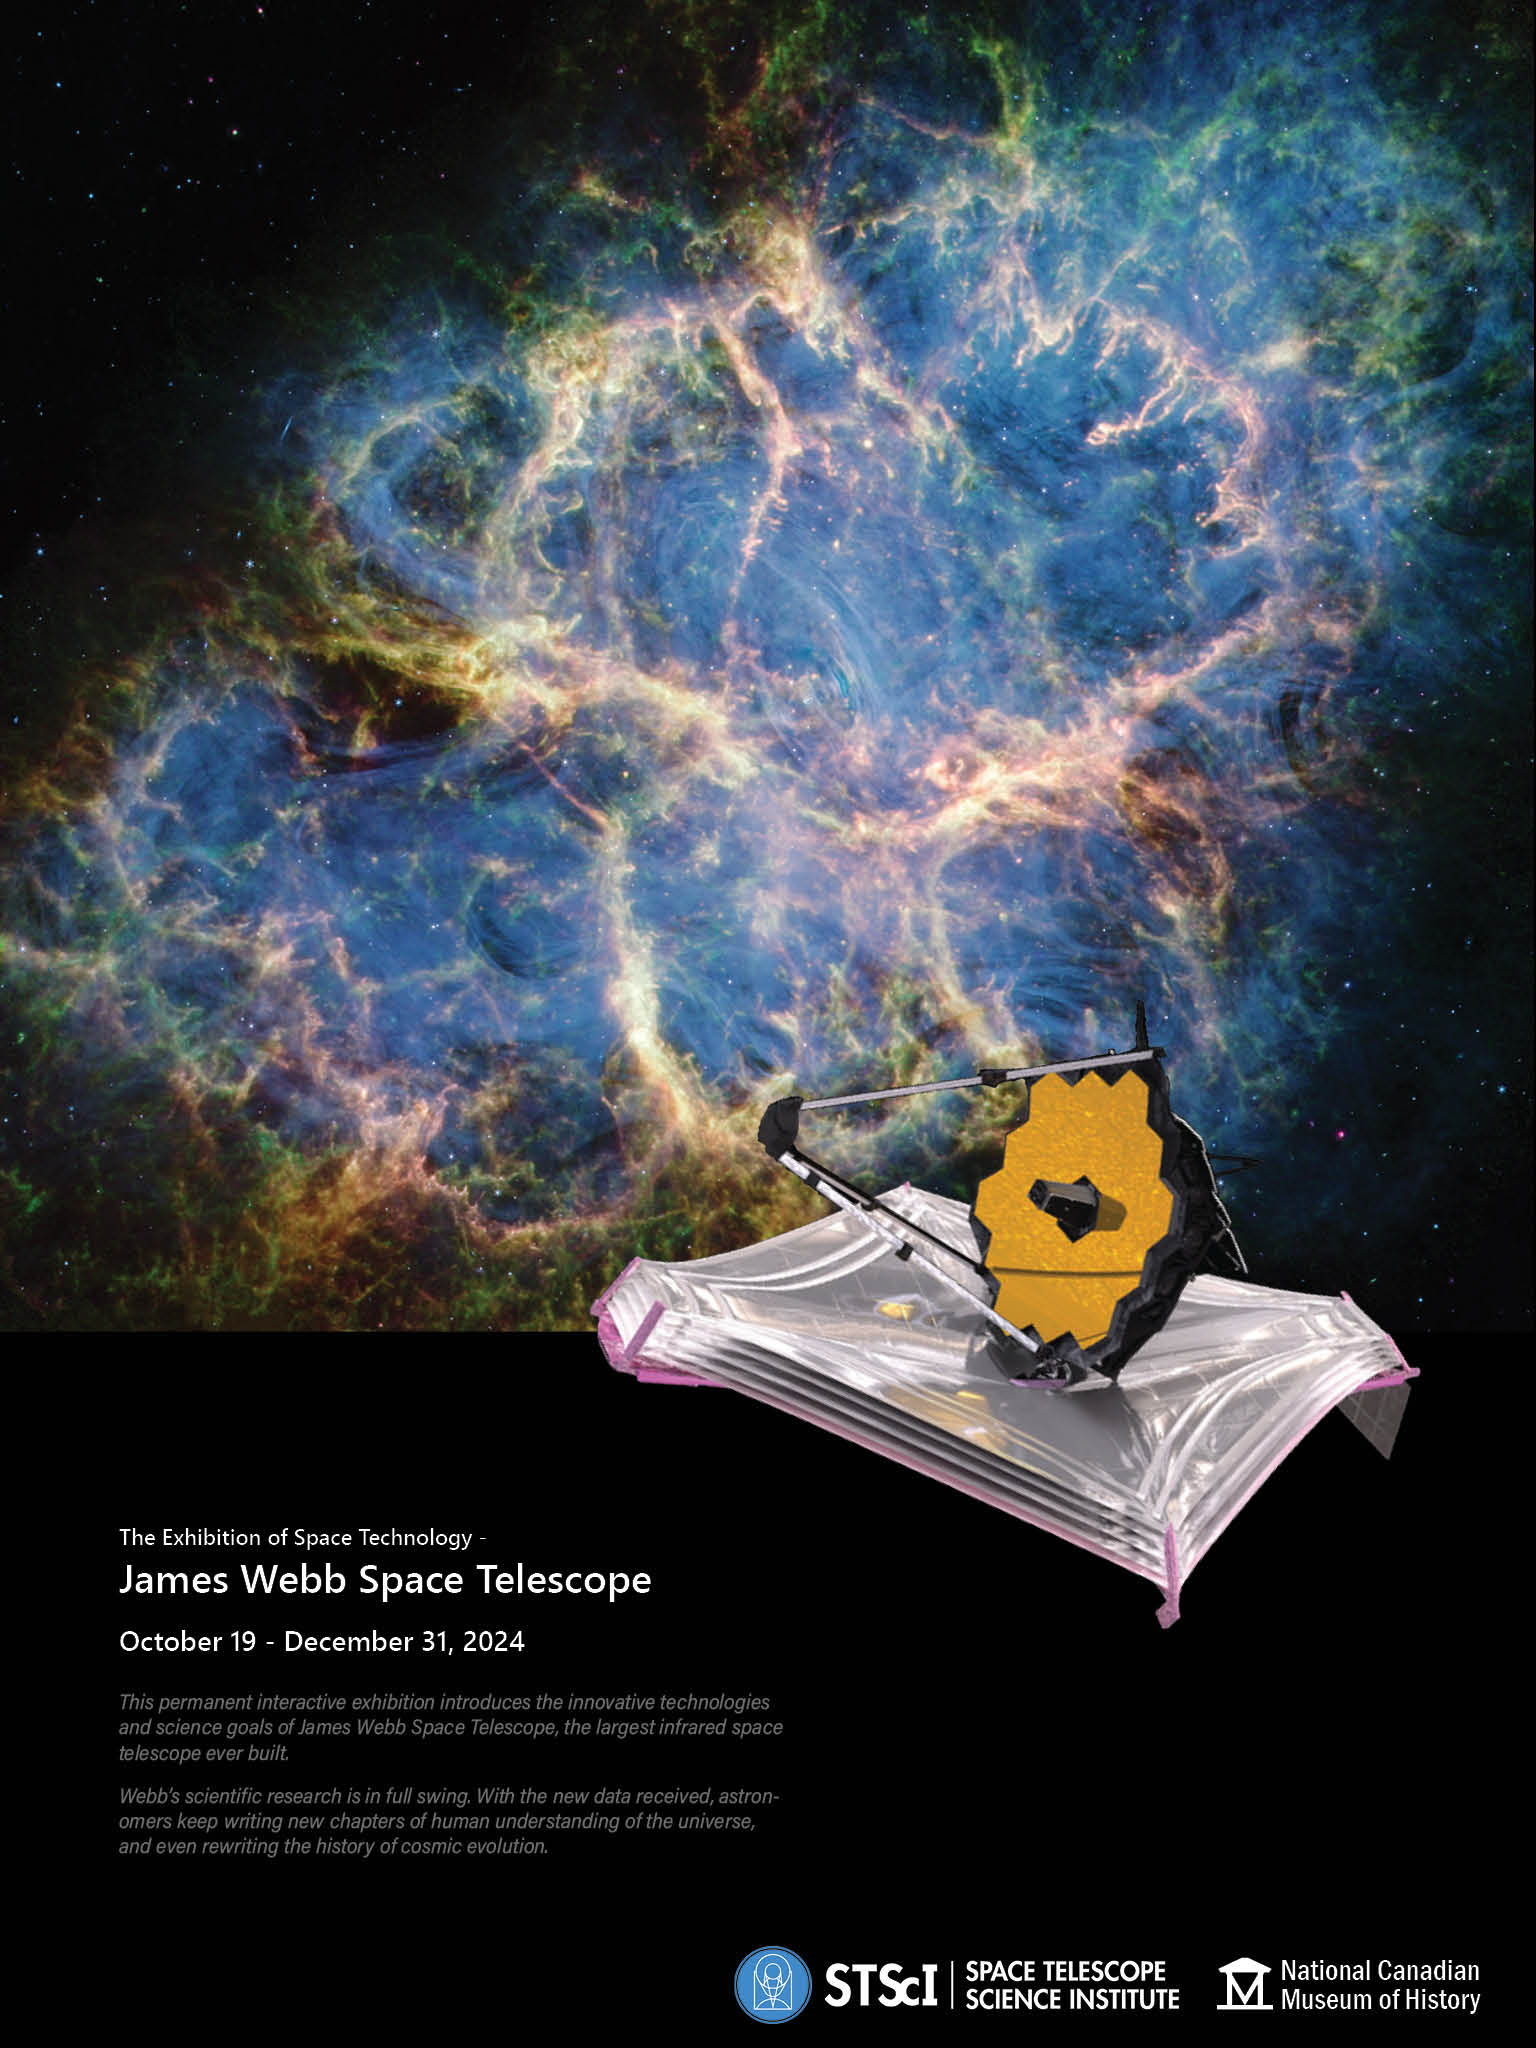 The Exhibition of Space Technology -
James Webb Space Telescope
October 19 - December 31, 2024
This permanent interactive exhibition introduces the innovative technologies
and science goals of James Webb Space Telescope, the largest infrared space
telescope ever built.
Webb's scientific research is in full swing. With the new data received, astron-
omers keep writing new chapters of human understanding of the universe,
and even rewriting the history of cosmic evolution.
STScI
SPACE TELESCOPE
SCIENCE INSTITUTE
National Canadian
Museum of History